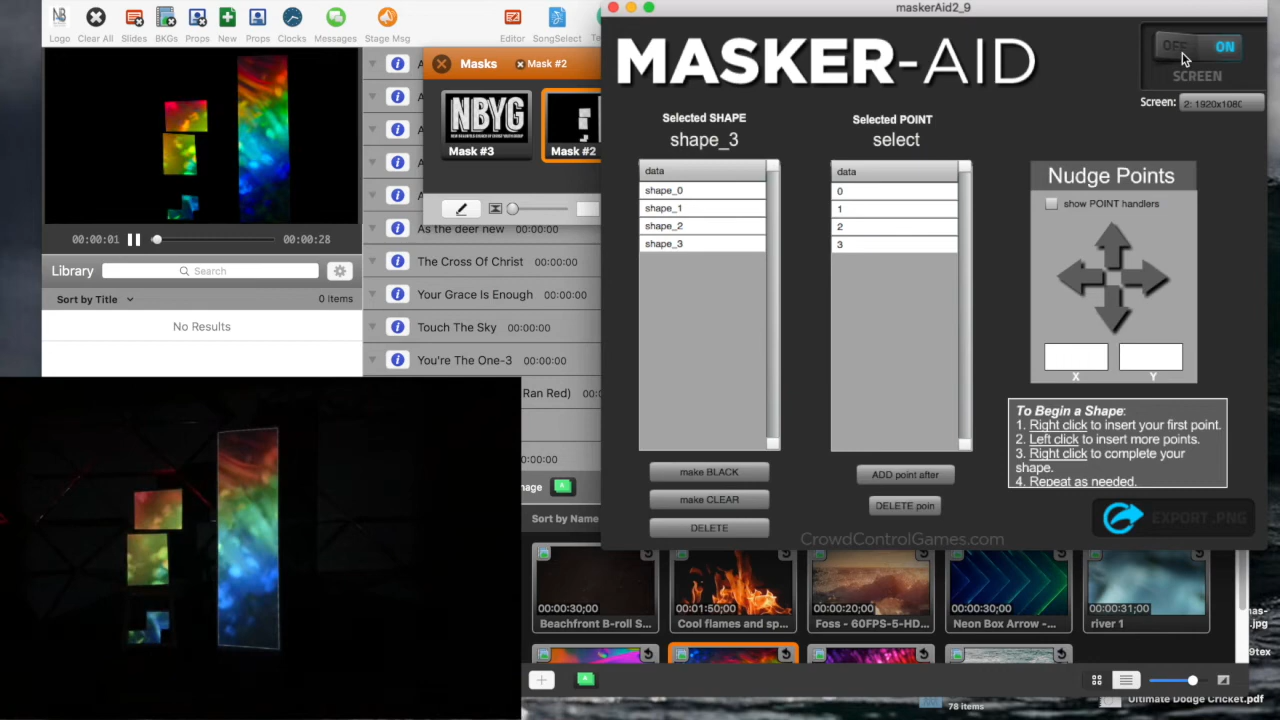 maskerAid2_9
NB
YG
Logo
Clear All
Slides
BKGs
Props
New
Props
Clocks
Messages
Stage Msg
Editor
SongSelect
Masks
Mask #2
NBYG
Mask #3
Mask #2
00:00:01
00:00:28
Library
Search
Sort by Title
0 Items
No Results
As the deer new 00:00:00
The Cross Of Christ 00:00:00
Your Grace Is Enough 00:00:00
Touch The Sky 00:00:00
You're The One-3 00:00:00
Ran Red) 00:00:00
00:00:00
MASKER-AID
OFF
ON
SCREEN
Screen:
2: 1920x1080
Selected SHAPE
shape_3
data
shape_0
shape_1
shape_2
shape_3
make BLACK
make CLEAR
DELETE
Selected POINT
select
data
0
1
2
3
ADD point after
DELETE poin
Nudge Points
show POINT handlers
X
Y
To Begin a Shape:
1. Right click to insert your first point.
2. Left click to insert more points.
3. Right click to complete your
shape.
4. Repeat as needed.
EXPORT .PNG
CrowdControlGames.com
nage
Sort by Name
00:00:30;00
Beachfront B-roll S...
00:01:50;00
Cool flames and sp...
00:00:20;00
Foss - 60FPS-5-HD...
00:00:30;00
Neon Box Arrow -...
00:00:31;00
river 1
.jpg
78 items
Ultimate Dodge Cricket.pdf